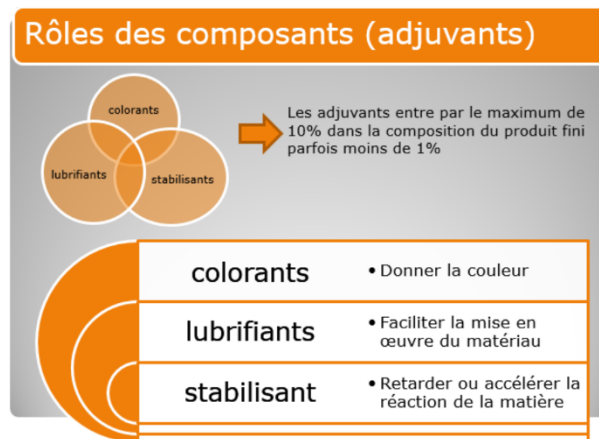 Rôles des composants (adjuvants)
colorants
lubrifiants
stabilisants
Les adjuvants entre par le maximum de
10% dans la composition du produit fini
parfois moins de 1%
colorants
• Donner la couleur
lubrifiants
• Faciliter la mise en
œuvre du matériau
stabilisant
• Retarder ou accélérer la
réaction de la matière